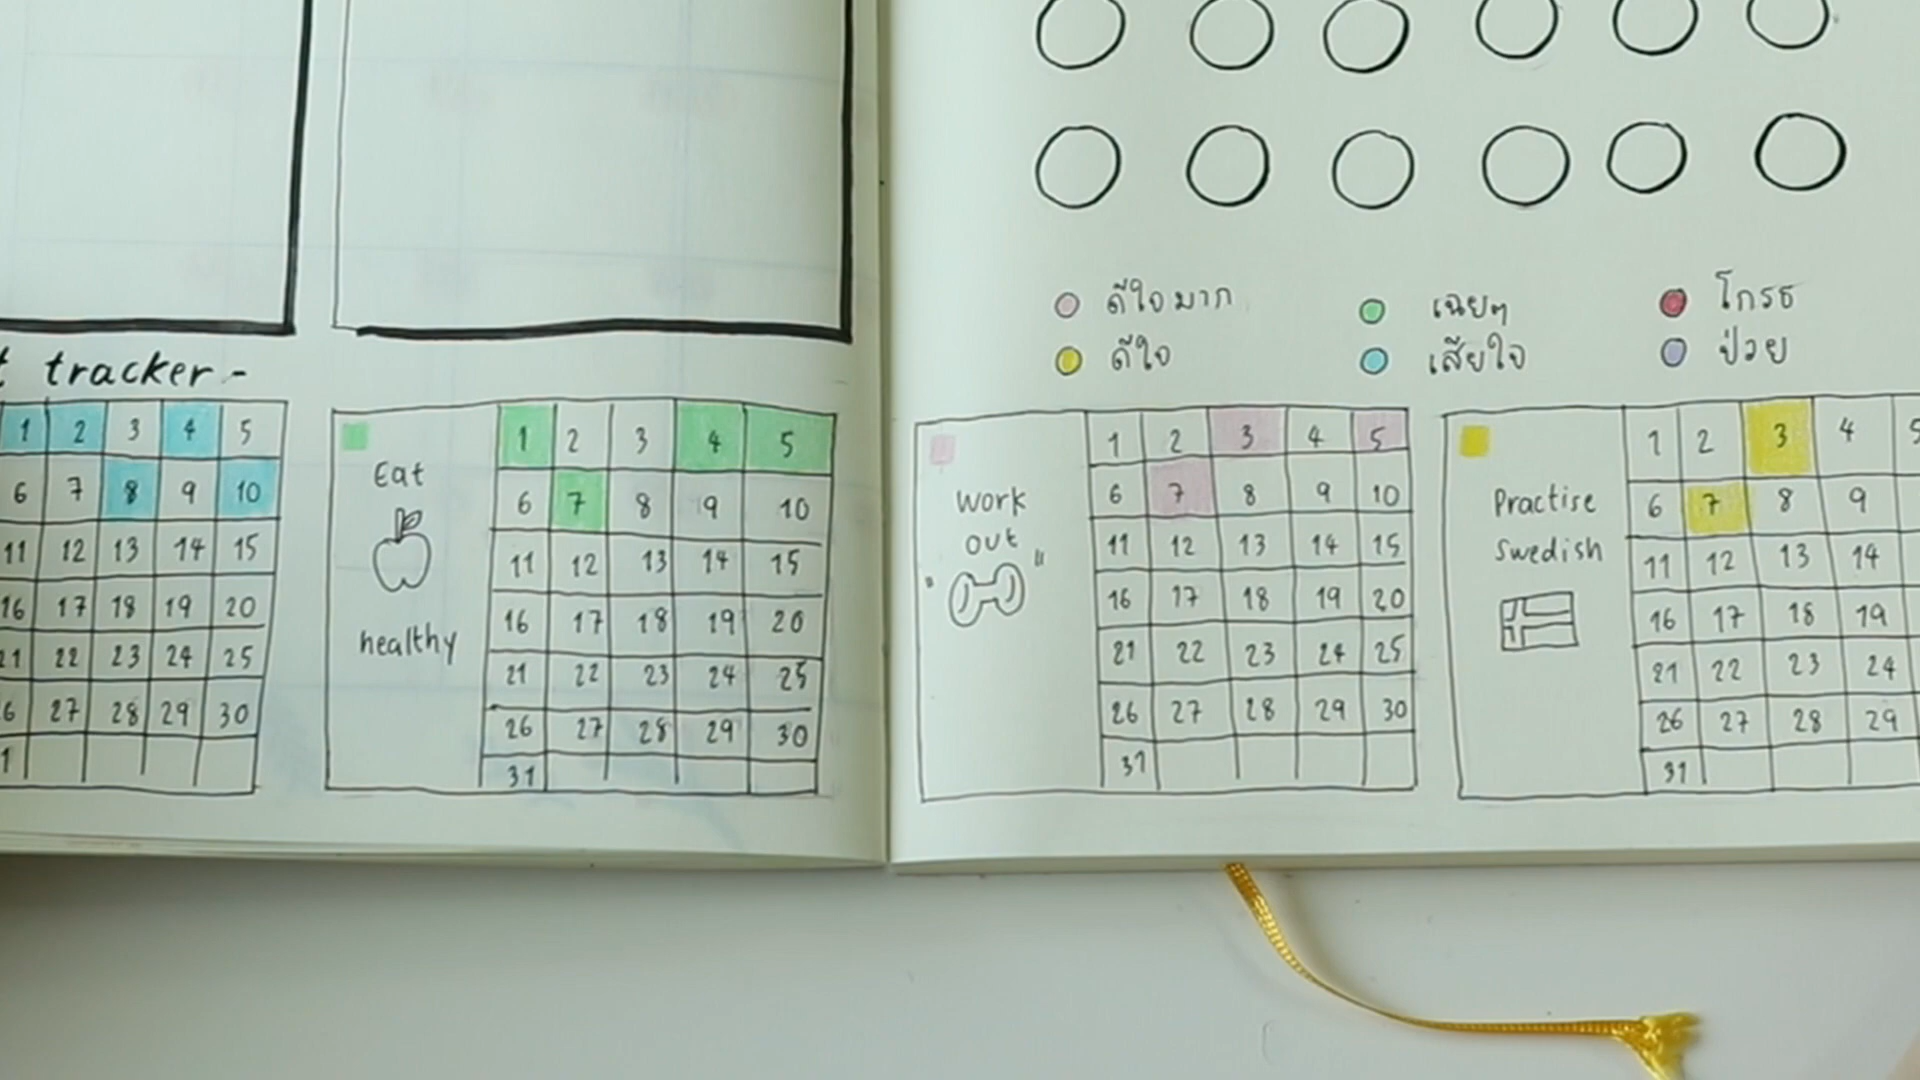 tracker -
1 2 3 4 5
6 7 8 9 10
11 12 13 14 15
16 17 18 19 20
21 22 23 24 25
6 27 28 29 30
1
Eat
healthy
1 2 3 4 5
6 7 8 9 10
11 12 13 14 15
16 17 18 19 20
21 22 23 24 25
26 27 28 29 30
31
ดีใจมาก
เฉยๆ
โกรธ
ดีใจ
เสียใจ
ป่วย
Work
out
1 2 3 4 5
6 7 8 9 10
11 12 13 14 15
16 17 18 19 20
21 22 23 24 25
26 27 28 29 30
31
Practise
Swedish
1 2 3 4 5
6 7 8 9
11 12 13 14
16 17 18 19
21 22 23 24
26 27 28 29
31